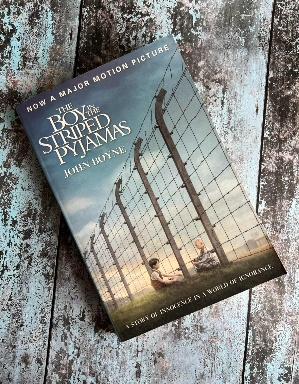 NOW A MAJOR MOTION PICTURE
THE
BOY IN THE
STRIPED
PYJAMAS
JOHN BOYNE
A STORY OF INNOCENCE IN A WORLD OF IGNORANCE.